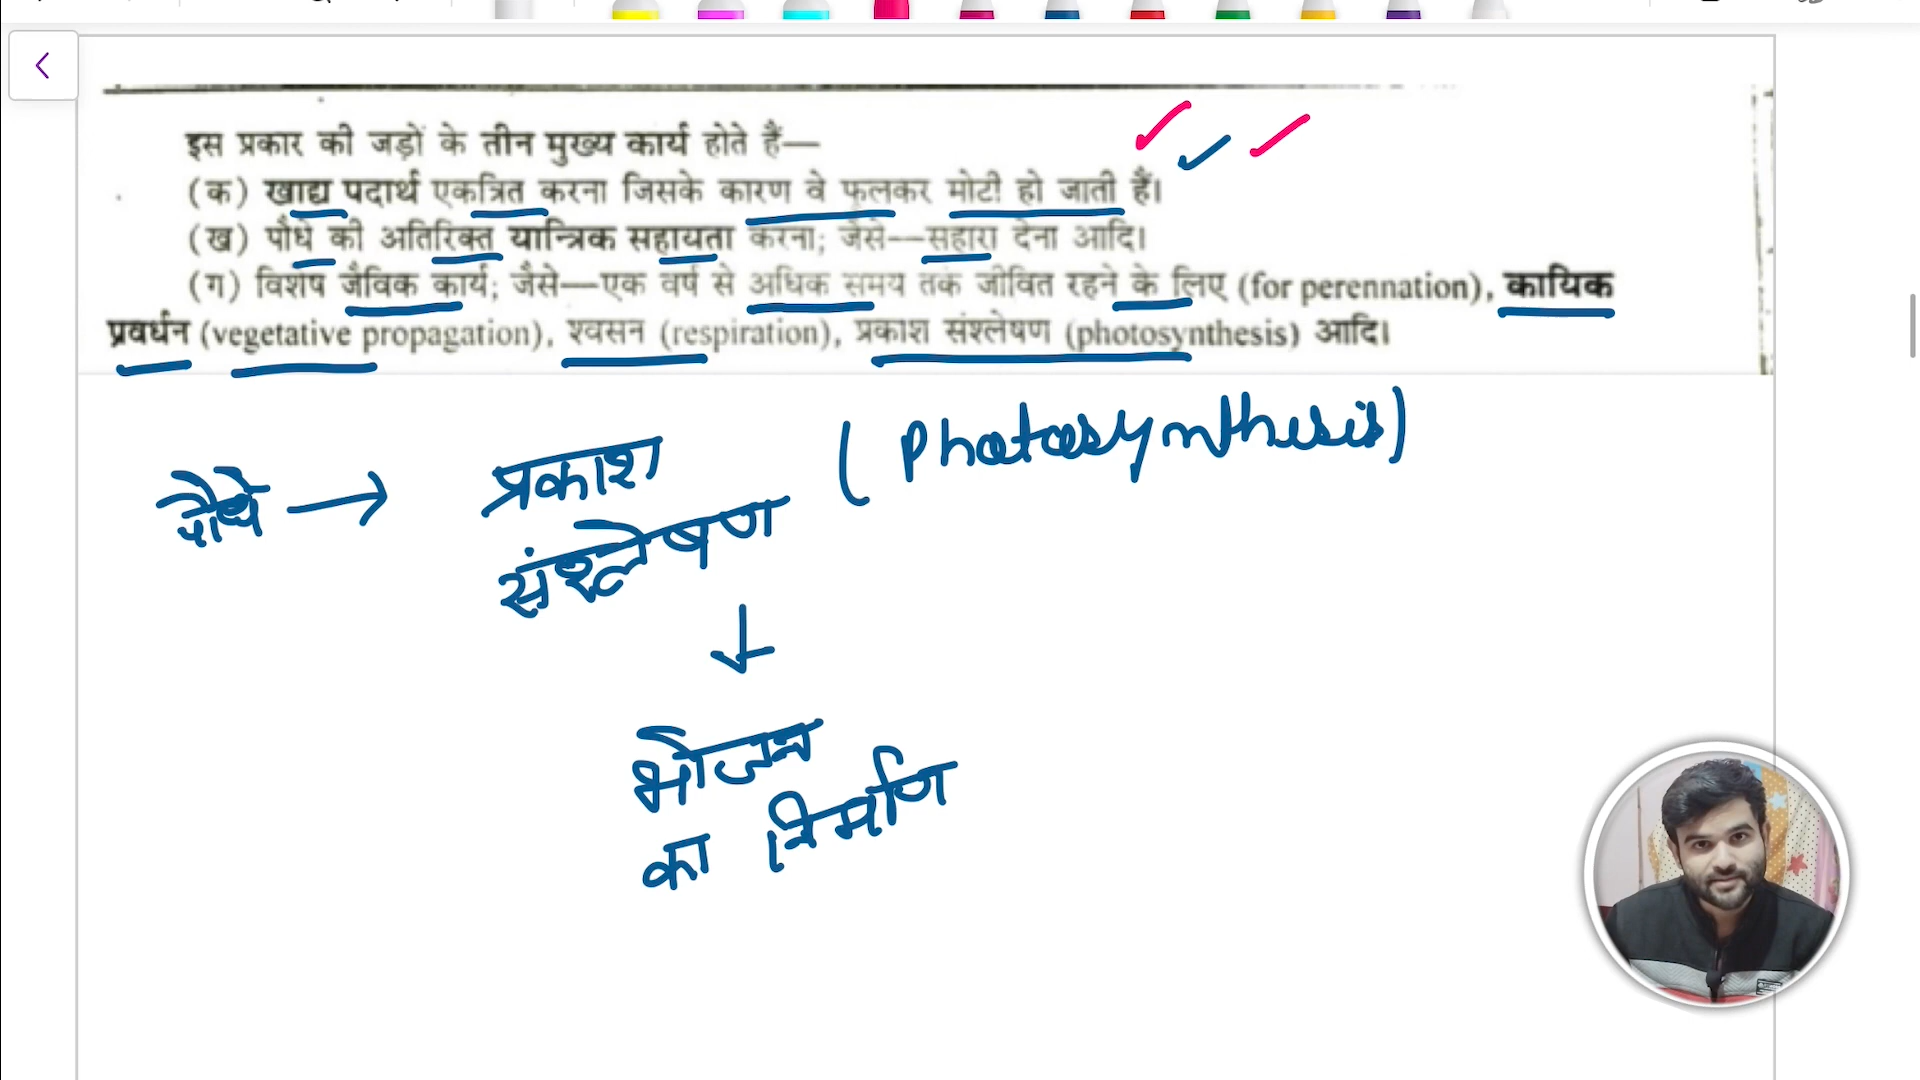 इस प्रकार की जड़ों के तीन मुख्य कार्य होते हैं—
(क) खाद्य पदार्थ एकत्रित करना जिसके कारण वे फूलकर मोटी हो जाती हैं।
(ख) पौधे की अतिरिक्त यान्त्रिक सहायता करना; जैसे—सहारा देना आदि।
(ग) विशेष जैविक कार्य; जैसे—एक वर्ष से अधिक समय तक जीवित रहने के लिए (for perennation), कायिक
प्रवर्धन (vegetative propagation), श्वसन (respiration), प्रकाश संश्लेषण (photosynthesis) आदि।
पौधे → प्रकाश (Photosynthesis)
संश्लेषण
↓
भोजन
का निर्माण